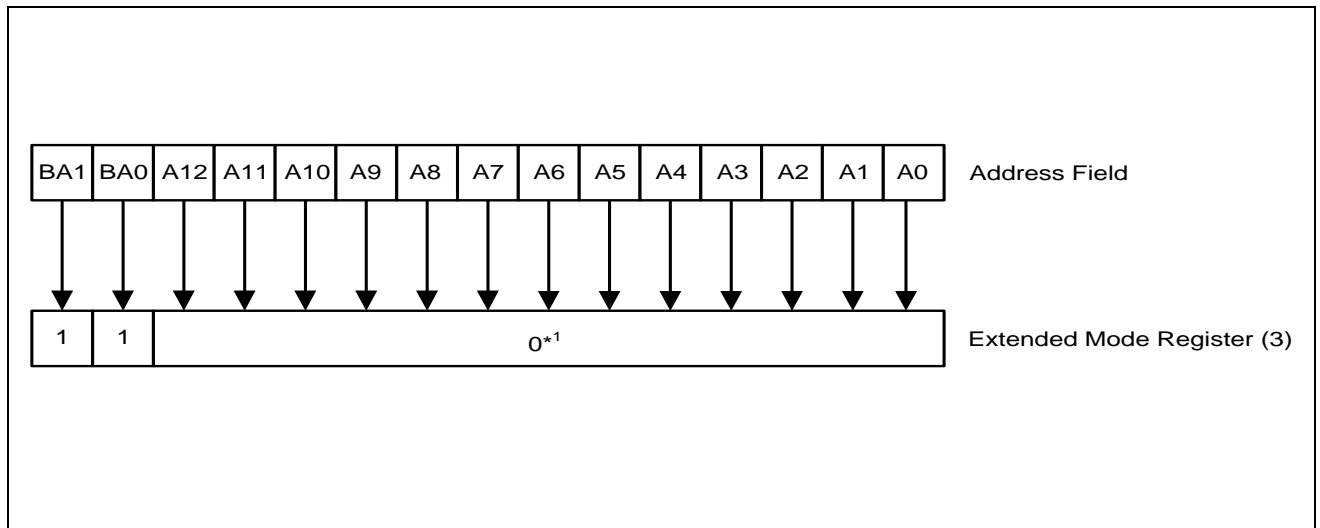 BA1 BA0 A12 A11 A10 A9 A8 A7 A6 A5 A4 A3 A2 A1 A0 Address Field
1 1 0*1 Extended Mode Register (3)